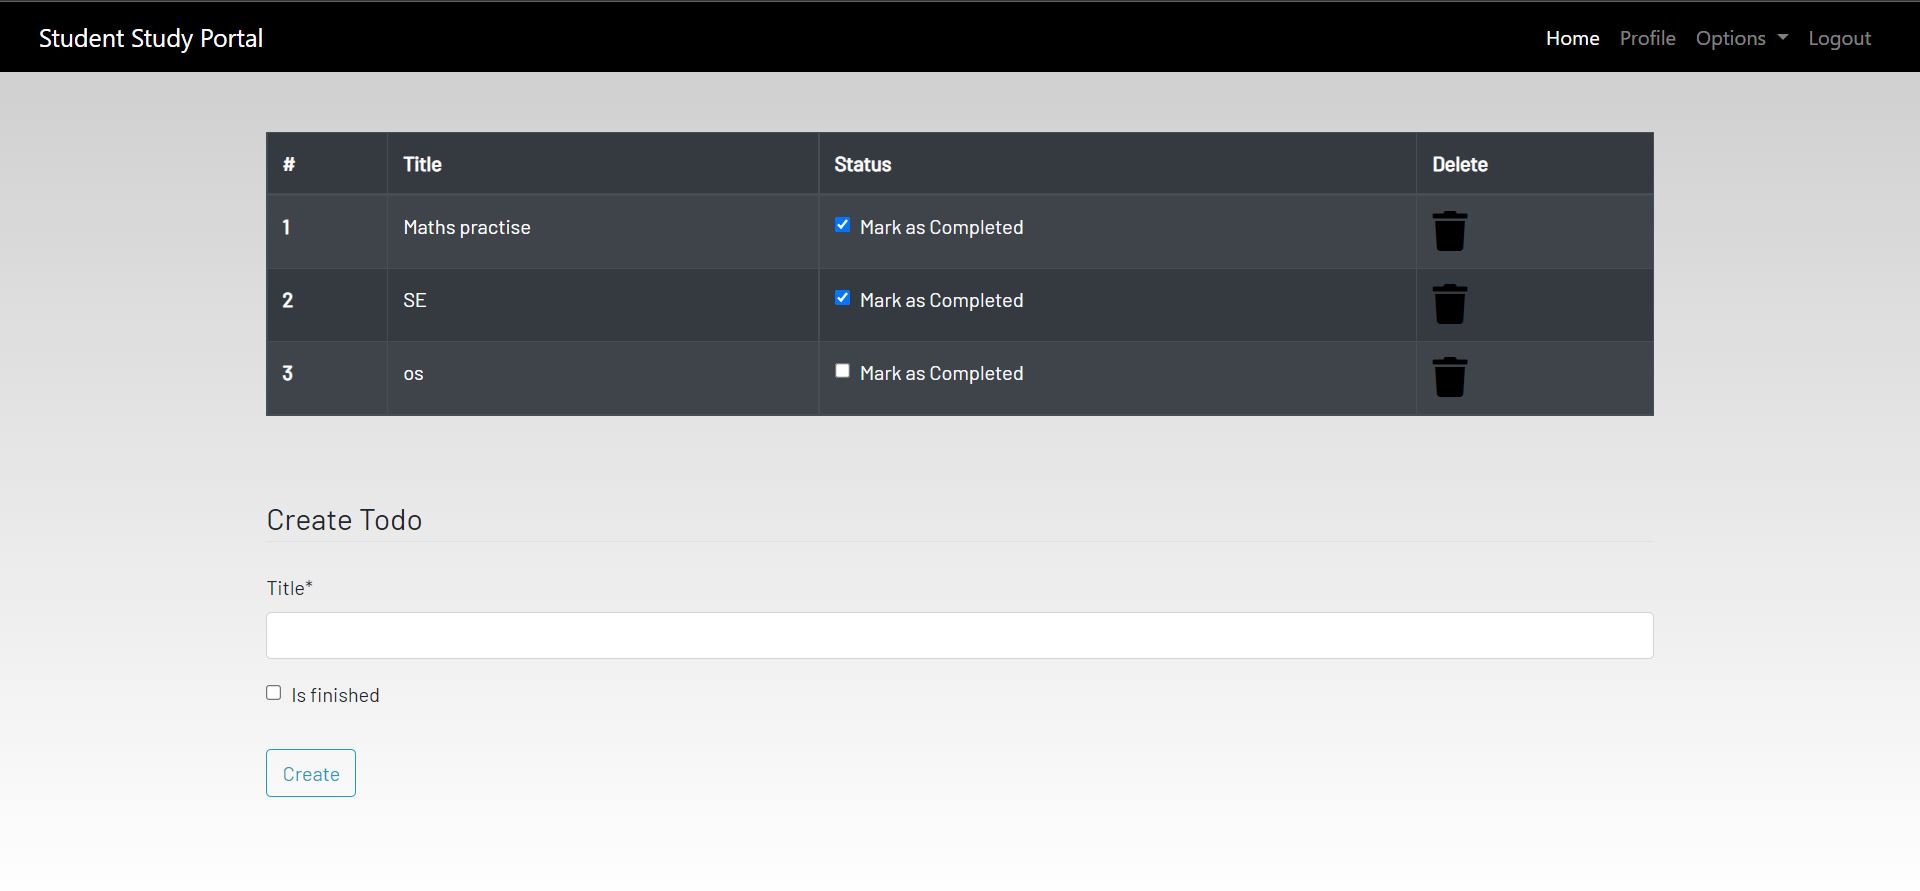 Student Study Portal Home Profile Options Logout
# Title Status Delete
1 Maths practise Mark as Completed
2 SE Mark as Completed
3 os Mark as Completed
Create Todo
Title*
Is finished
Create